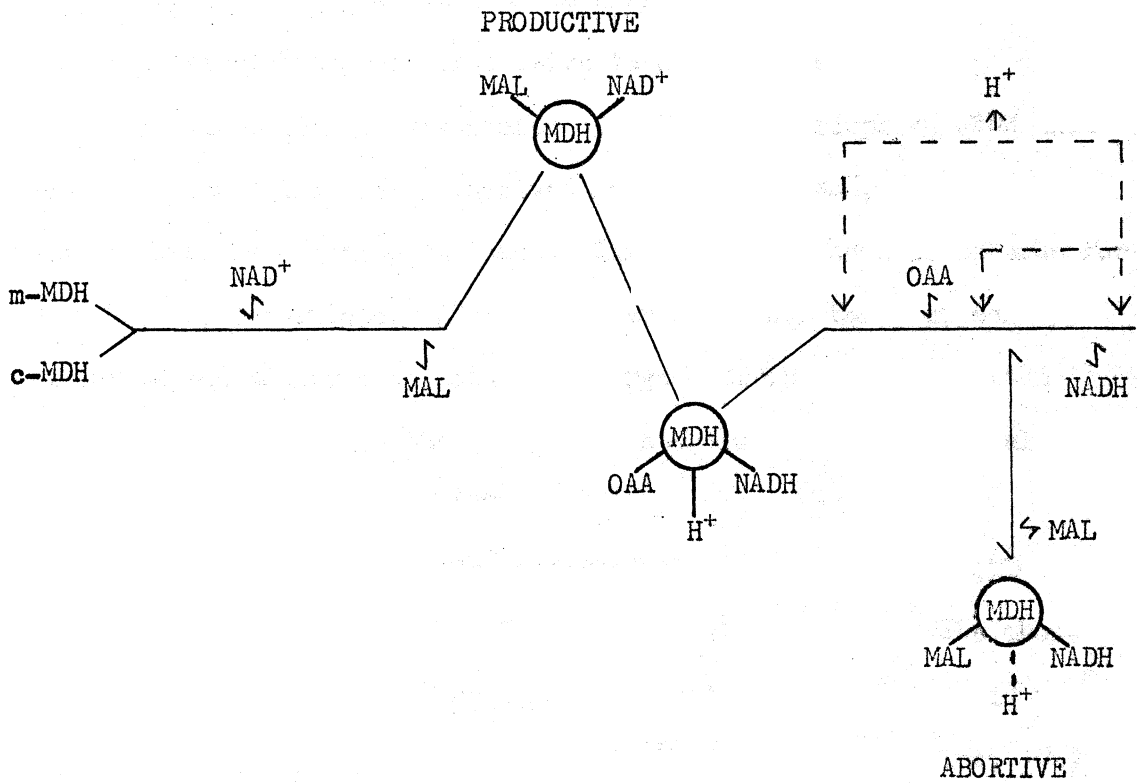 PRODUCTIVE
MAL NAD⁺
MDH
H⁺
m-MDH
c-MDH
NAD⁺
MAL
OAA
NADH
MDH
OAA NADH
H⁺
MAL
MDH
MAL NADH
H⁺
ABORTIVE